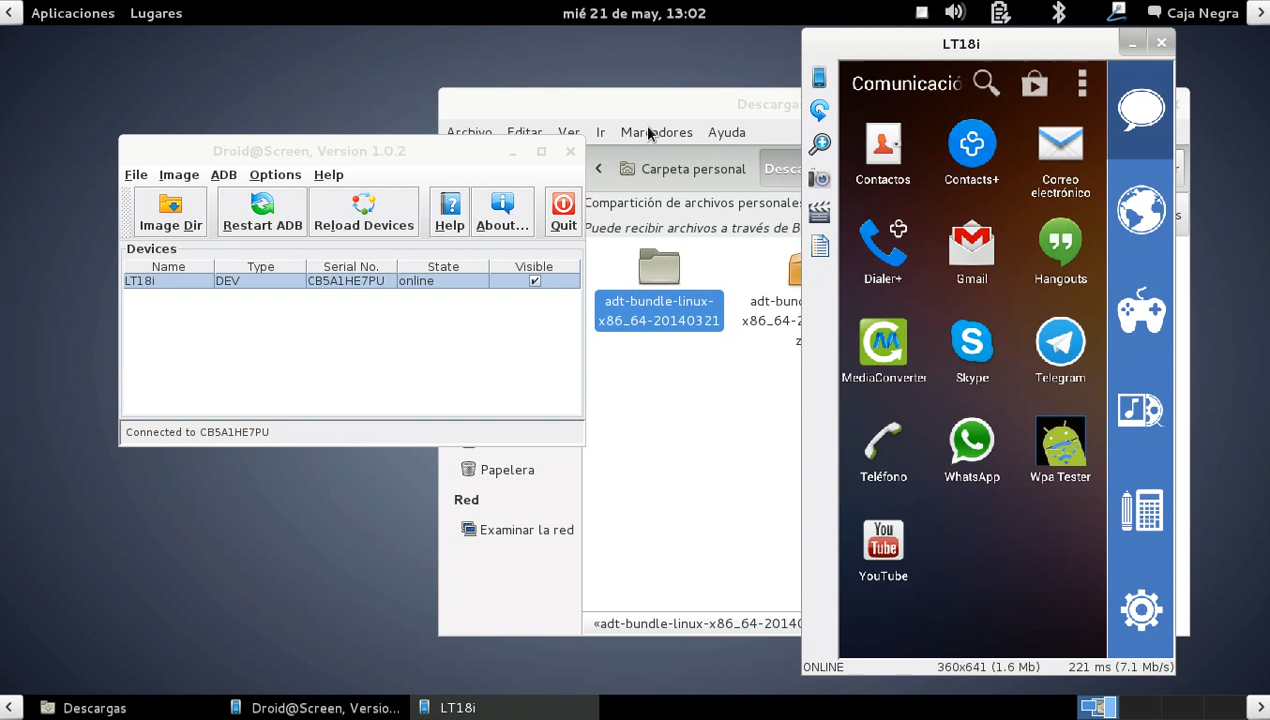 Aplicaciones Lugares mié 21 de may, 13:02 Caja Negra
Descargas
Archivo Editar Ver Ir Marcadores Ayuda
Carpeta personal
Compartición de archivos personales
Puede recibir archivos a través de B
adt-bundle-linux-
x86_64-20140321
adt-bun
x86_64-2
z
Papelera
Red
Examinar la red
«adt-bundle-linux-x86_64-20140
Droid@Screen, Version 1.0.2
File Image ADB Options Help
Image Dir Restart ADB Reload Devices Help About... Quit
Devices
Name Type Serial No. State Visible
LT18i DEV CB5A1HE7PU online
Connected to CB5A1HE7PU
LT18i
Comunicació
Contactos Contacts+ Correo
electrónico
Dialer+ Gmail Hangouts
MediaConverter Skype Telegram
Teléfono WhatsApp Wpa Tester
You
Tube
YouTube
ONLINE 360x641 (1.6 Mb) 221 ms (7.1 Mb/s)
Descargas Droid@Screen, Versio... LT18i